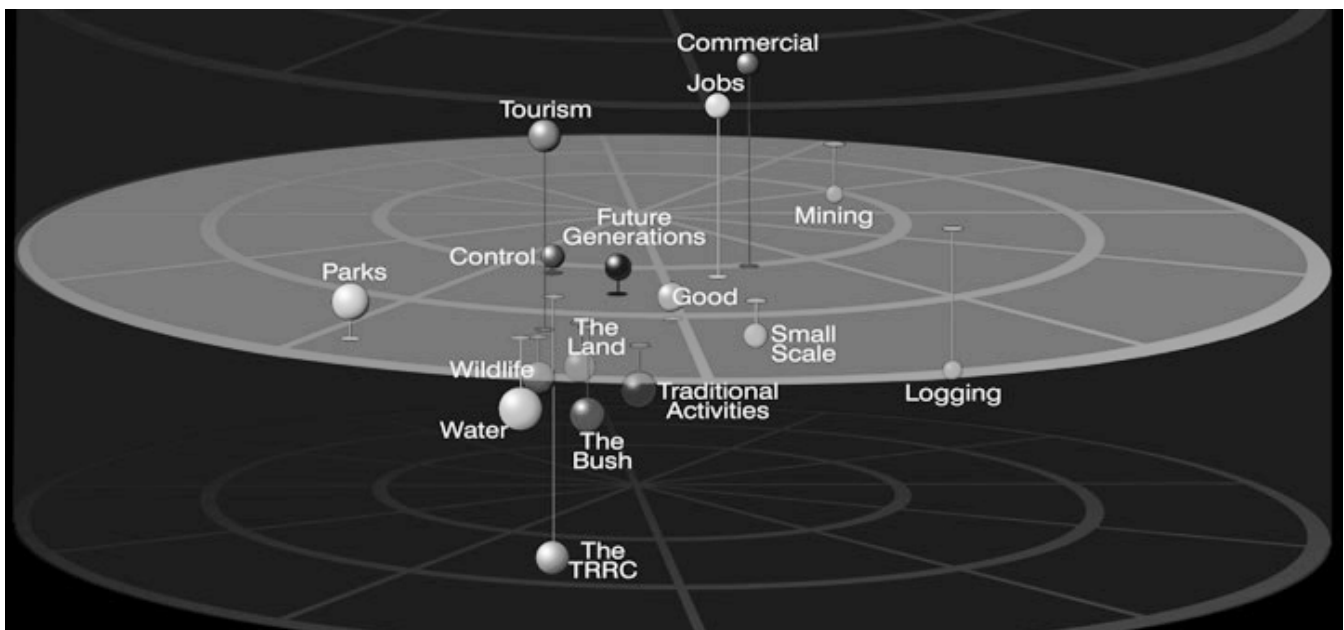 Commercial
Jobs
Tourism
Mining
Future
Generations
Control
Parks
Good
The
Land
Small
Scale
Wildlife
Traditional
Activities
Logging
Water
The
Bush
The
TRRC